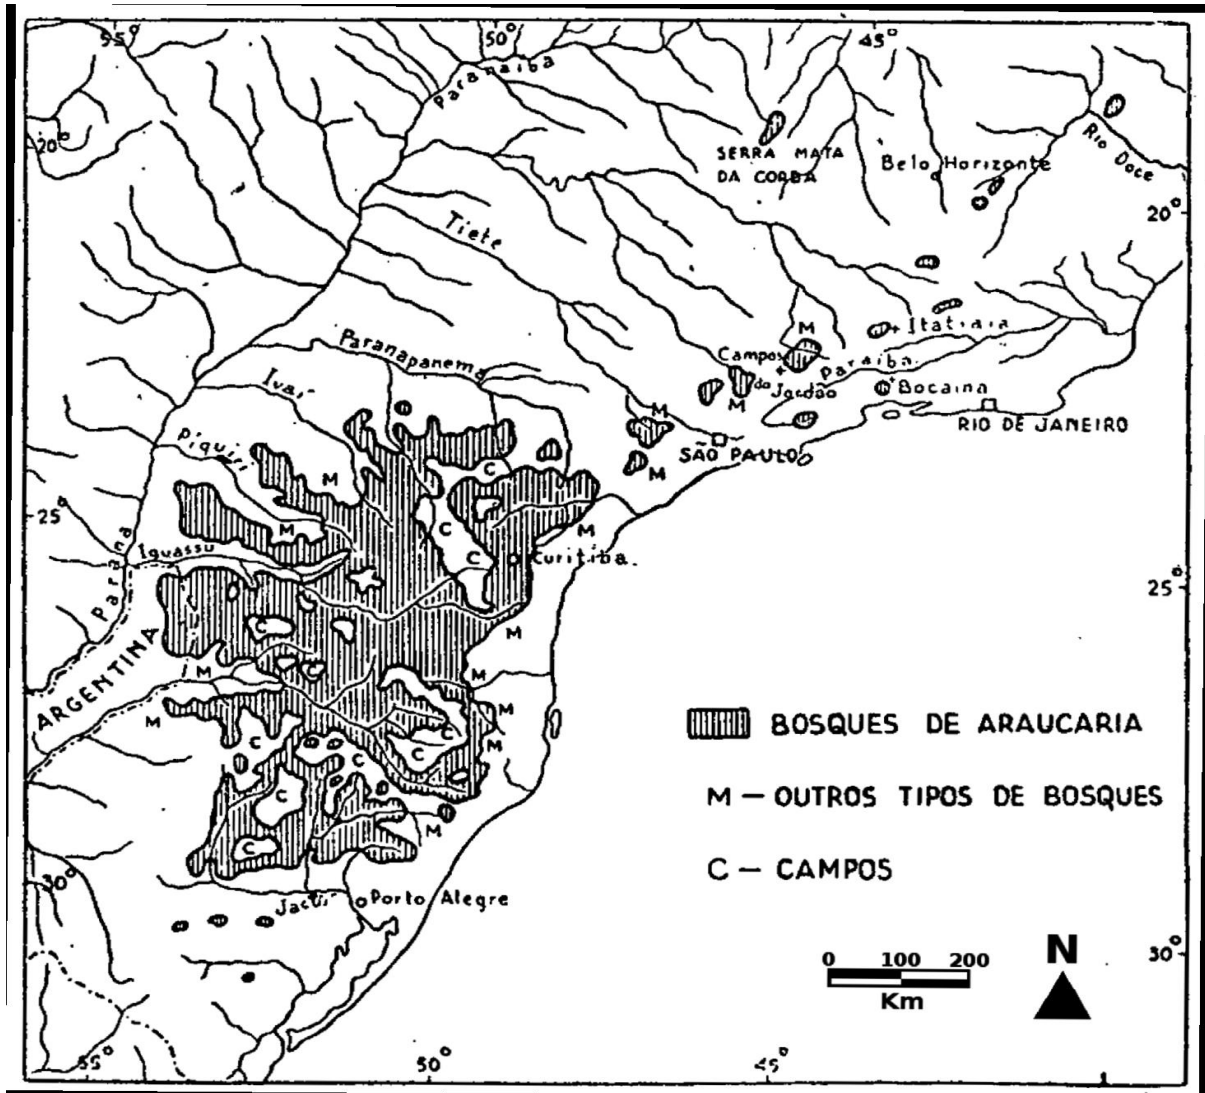 55°
50°
45°
Paranaiba
20°
SERRA MATA
DA CORDA
Belo Horizonte
RIO DOCE
20°
Tiete
M
+ Itatiaia
Campos
do Jordão
Paraiba
Paranapanema
Ivaí
M
M
+
Bocaina
RIO DE JANEIRO
SÃO PAULO
M
Piquiri
M
C
25°
M
C
M
C
Curitiba
Iguassu
Parana
25°
C
M
ARGENTINA
M
C
M
M
M
C
C
C
M
C
C
M
C
BOSQUES DE ARAUCARIA
M – OUTROS TIPOS DE BOSQUES
C – CAMPOS
30°
Jacuí
Porto Alegre
30°
0 100 200
Km
N
55°
50°
45°